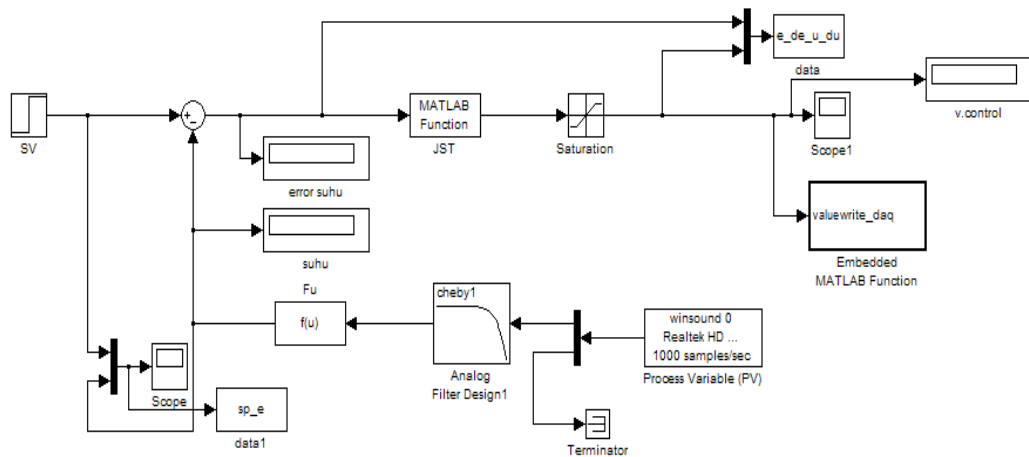 e_de_u_du
data
v.control
SV
+
-
MATLAB
Function
JST
Saturation
Scope1
error suhu
valuewrite_daq
Embedded
MATLAB Function
suhu
Fu
f(u)
cheby1
Analog
Filter Design1
winsound 0
Realtek HD ...
1000 samples/sec
Process Variable (PV)
Scope
sp_e
data1
Terminator